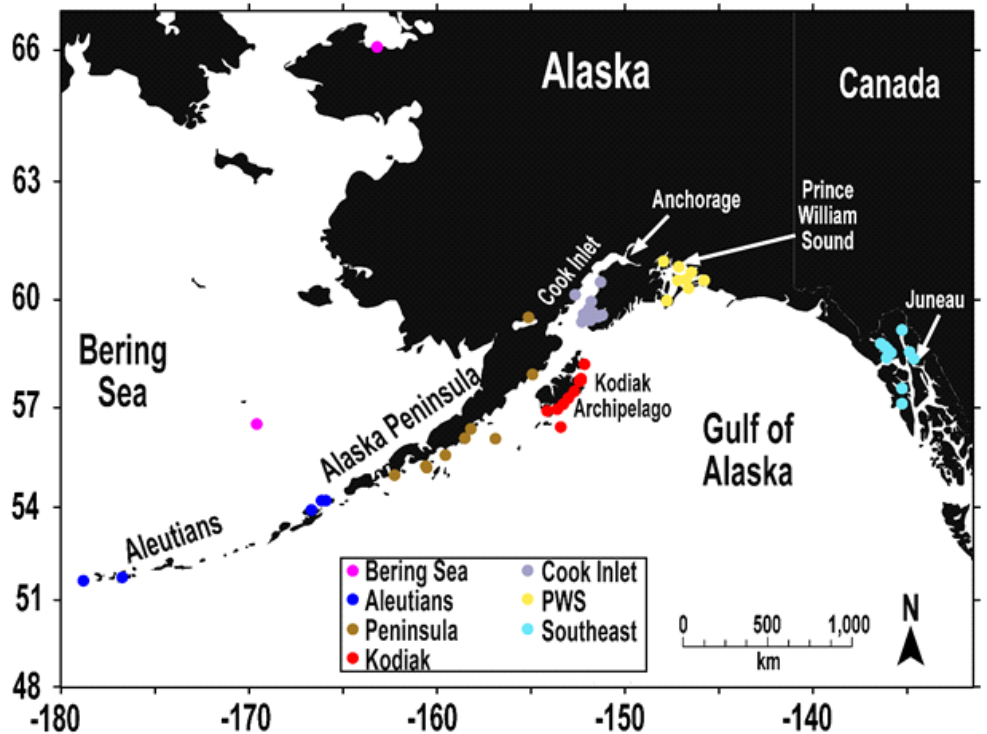 66
63
60
57
54
51
48
-180
-170
-160
-150
-140
Alaska
Canada
Anchorage
Prince
William
Sound
Cook Inlet
Juneau
Bering
Sea
Kodiak
Archipelago
Alaska Peninsula
Gulf of
Alaska
Aleutians
Bering Sea
Aleutians
Peninsula
Kodiak
Cook Inlet
PWS
Southeast
0 500 1,000
km
N